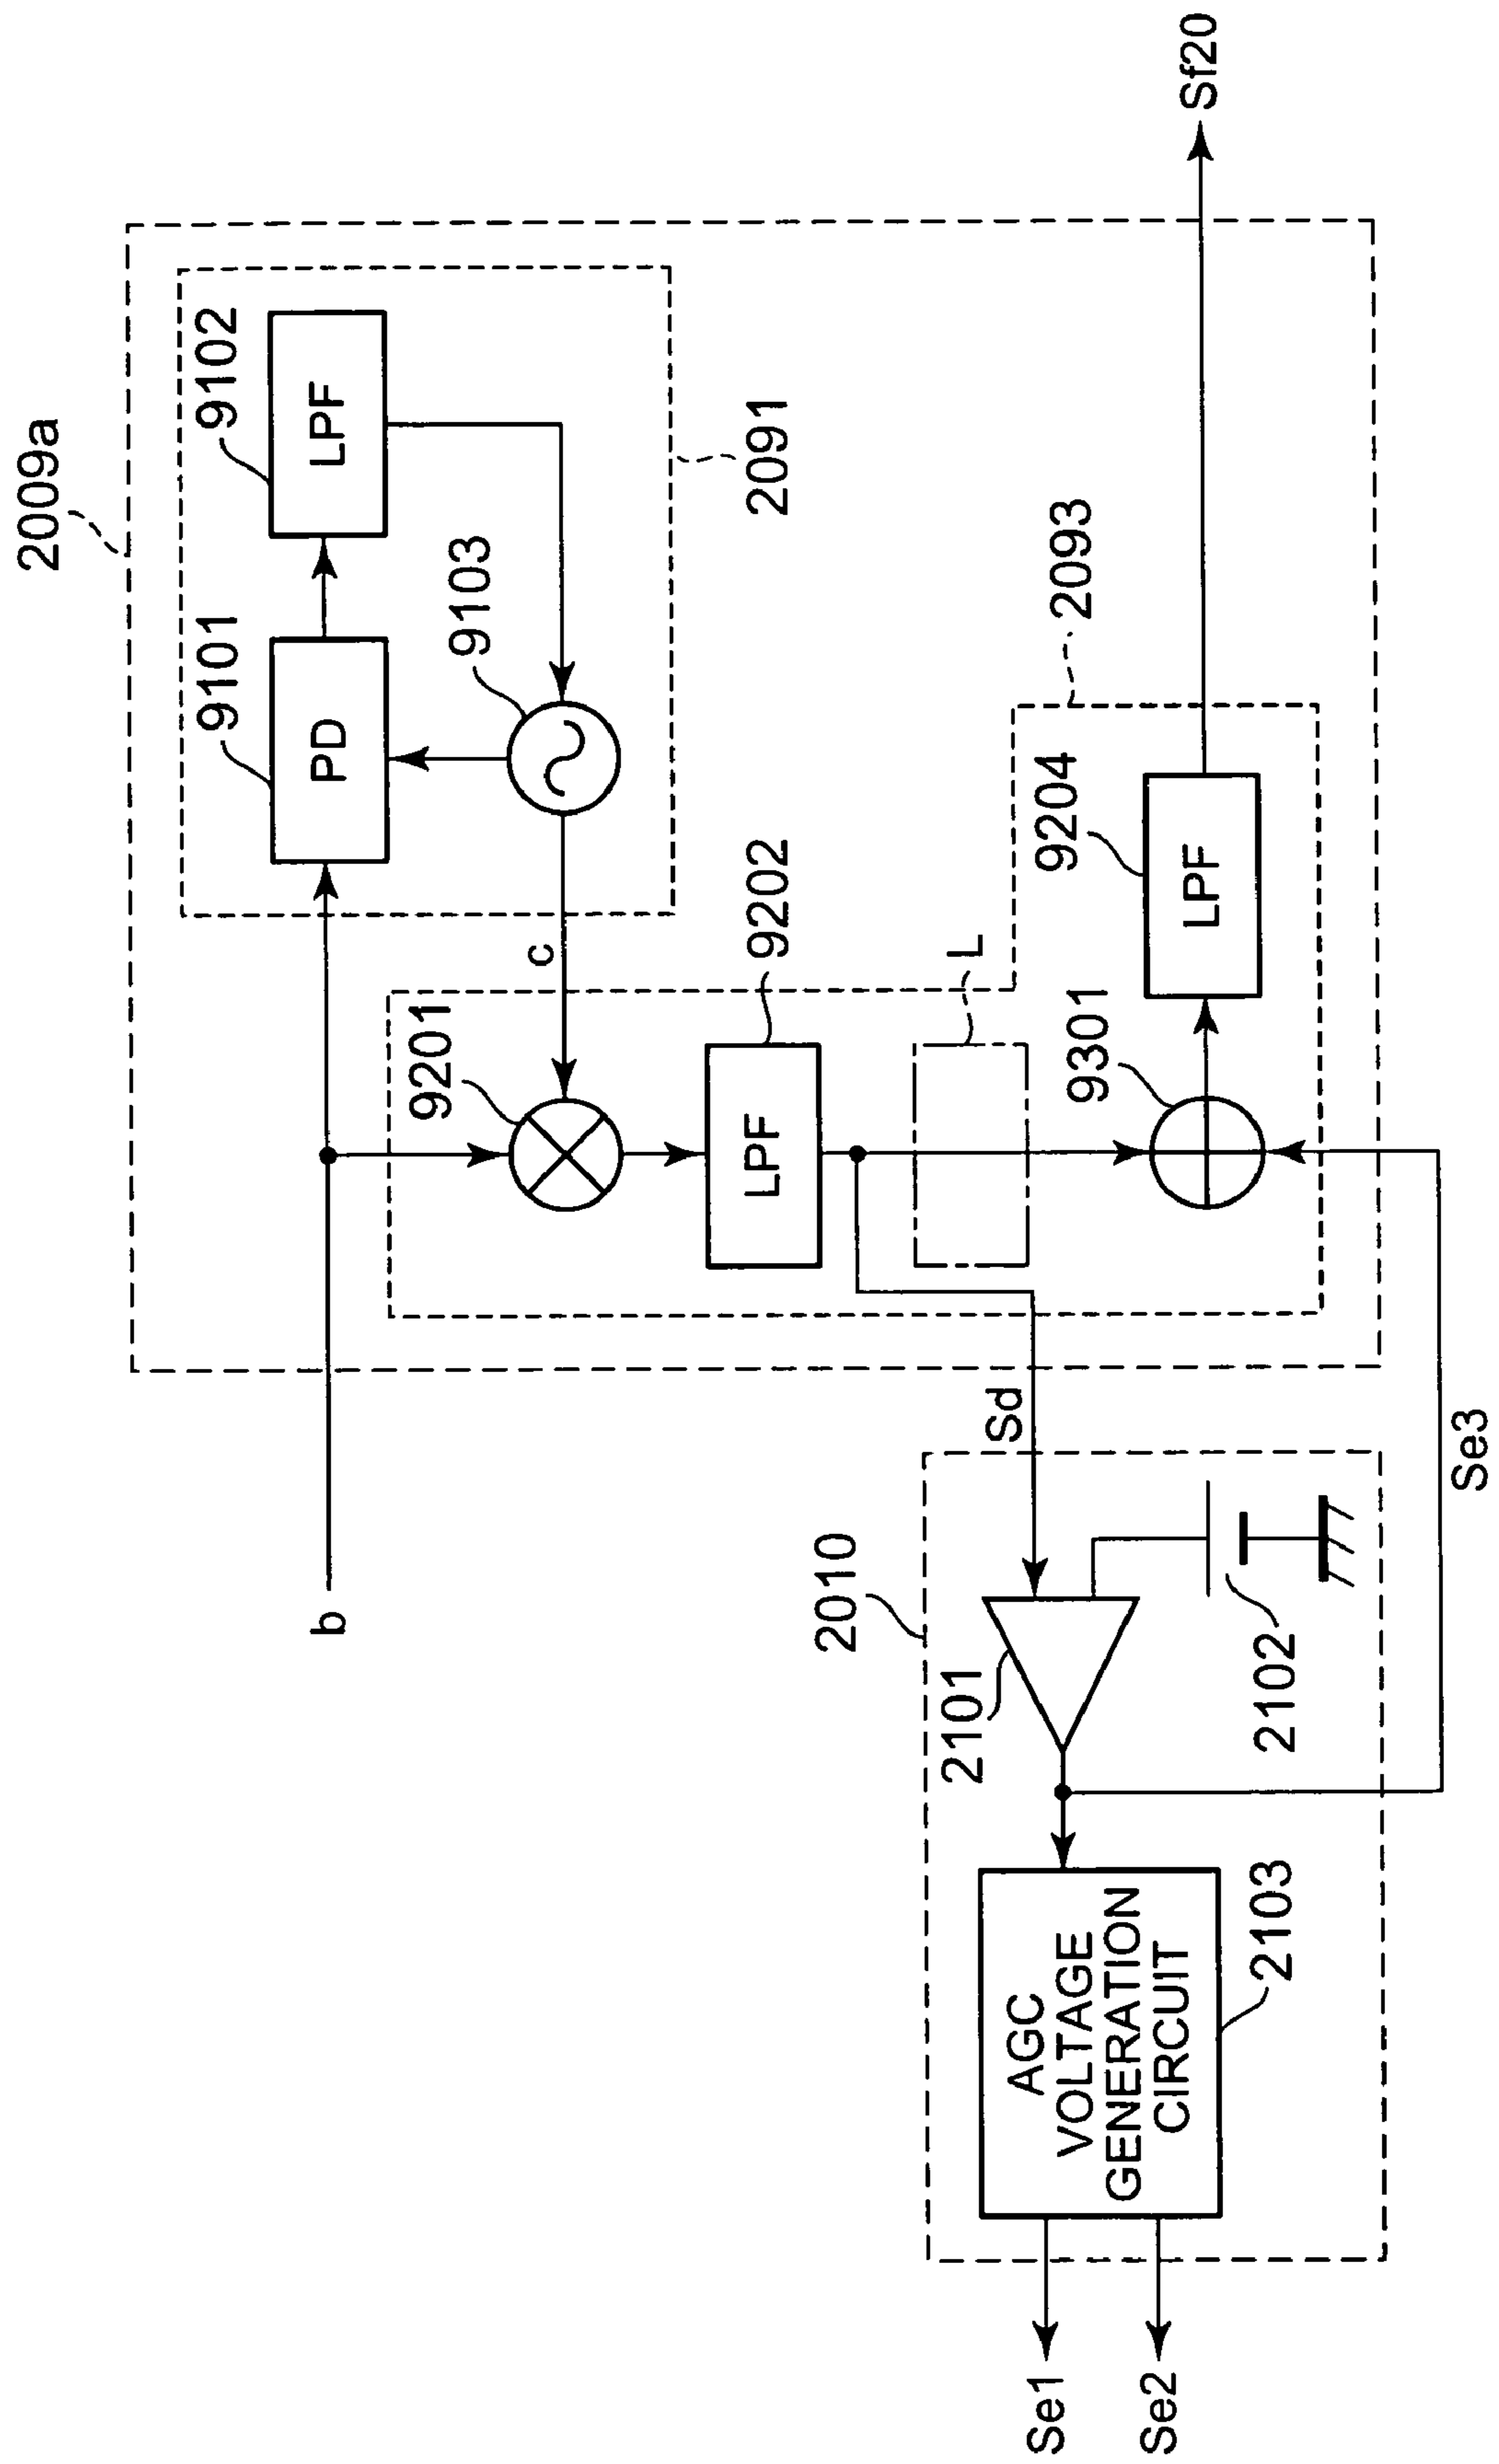 2009a
9101
9102
PD
LPF
9103
2091
b
c
9201
9202
LPF
2093
L
9204
LPF
9301
Sf20
Sd
2010
2101
2102
AGC
VOLTAGE
GENERATION
CIRCUIT
2103
Se1
Se2
Se3